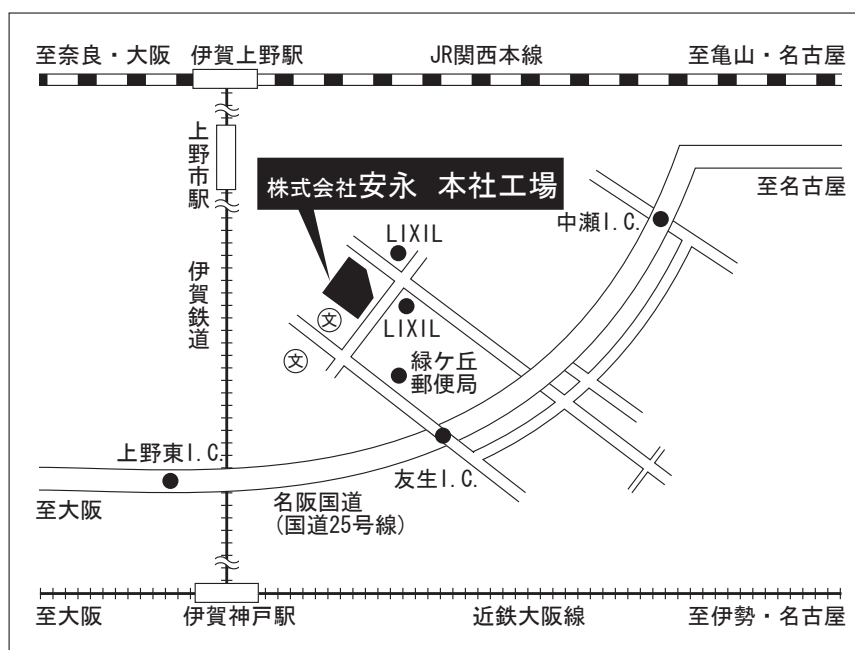 至奈良・大阪
伊賀上野駅
JR関西本線
至亀山・名古屋
上野市駅
株式会社安永 本社工場
至名古屋
中瀬I.C.
LIXIL
伊賀鉄道
文
LIXIL
文
緑ケ丘
郵便局
上野東I.C.
友生I.C.
至大阪
名阪国道
(国道25号線)
至大阪
伊賀神戸駅
近鉄大阪線
至伊勢・名古屋